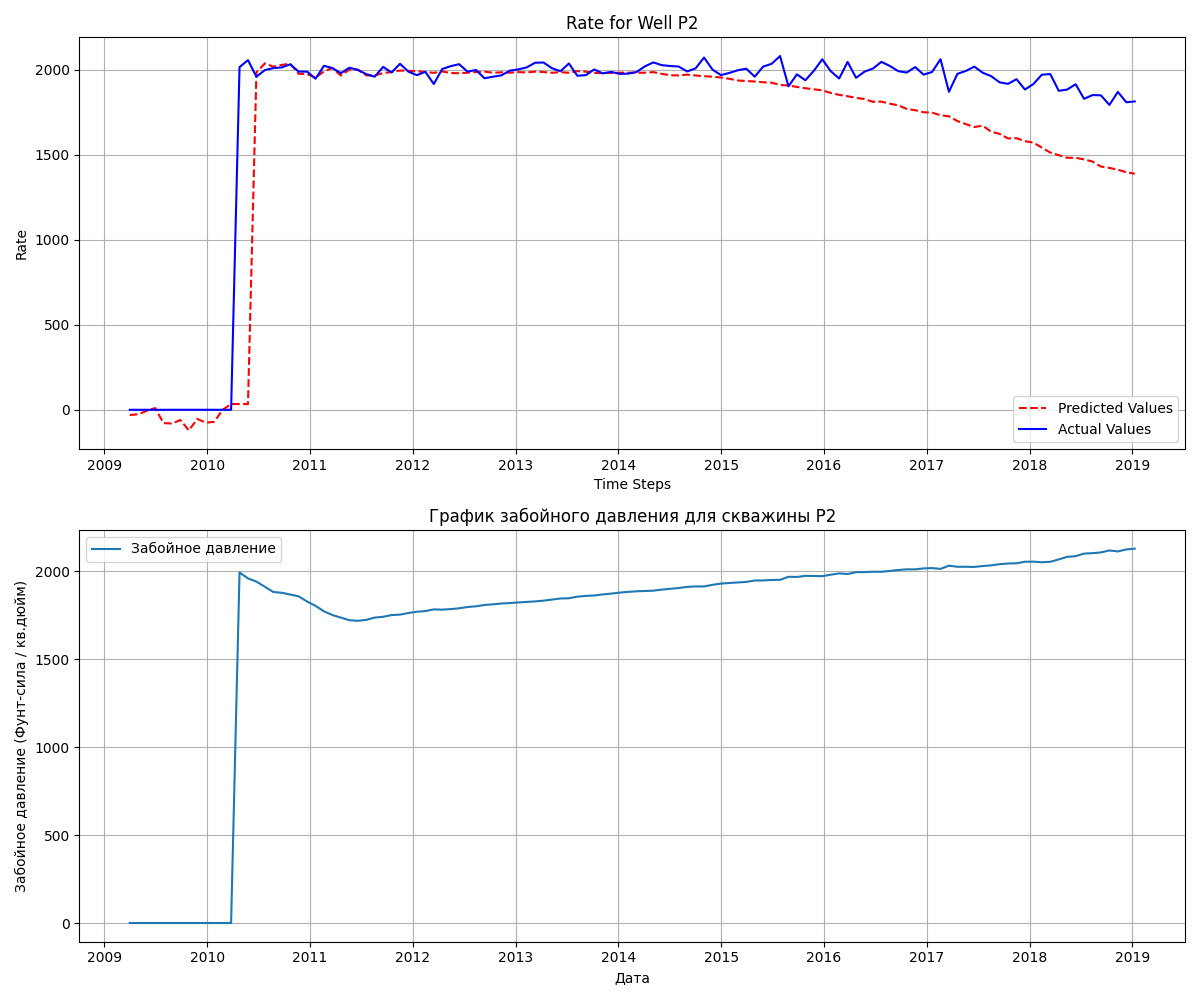 Rate for Well P2
Rate
2000
1500
1000
500
0
Predicted Values
Actual Values
2009 2010 2011 2012 2013 2014 2015 2016 2017 2018 2019
Time Steps
График забойного давления для скважины P2
Забойное давление (Фунт-сила / кв.дюйм)
Забойное давление
2000
1500
1000
500
0
2009 2010 2011 2012 2013 2014 2015 2016 2017 2018 2019
Дата